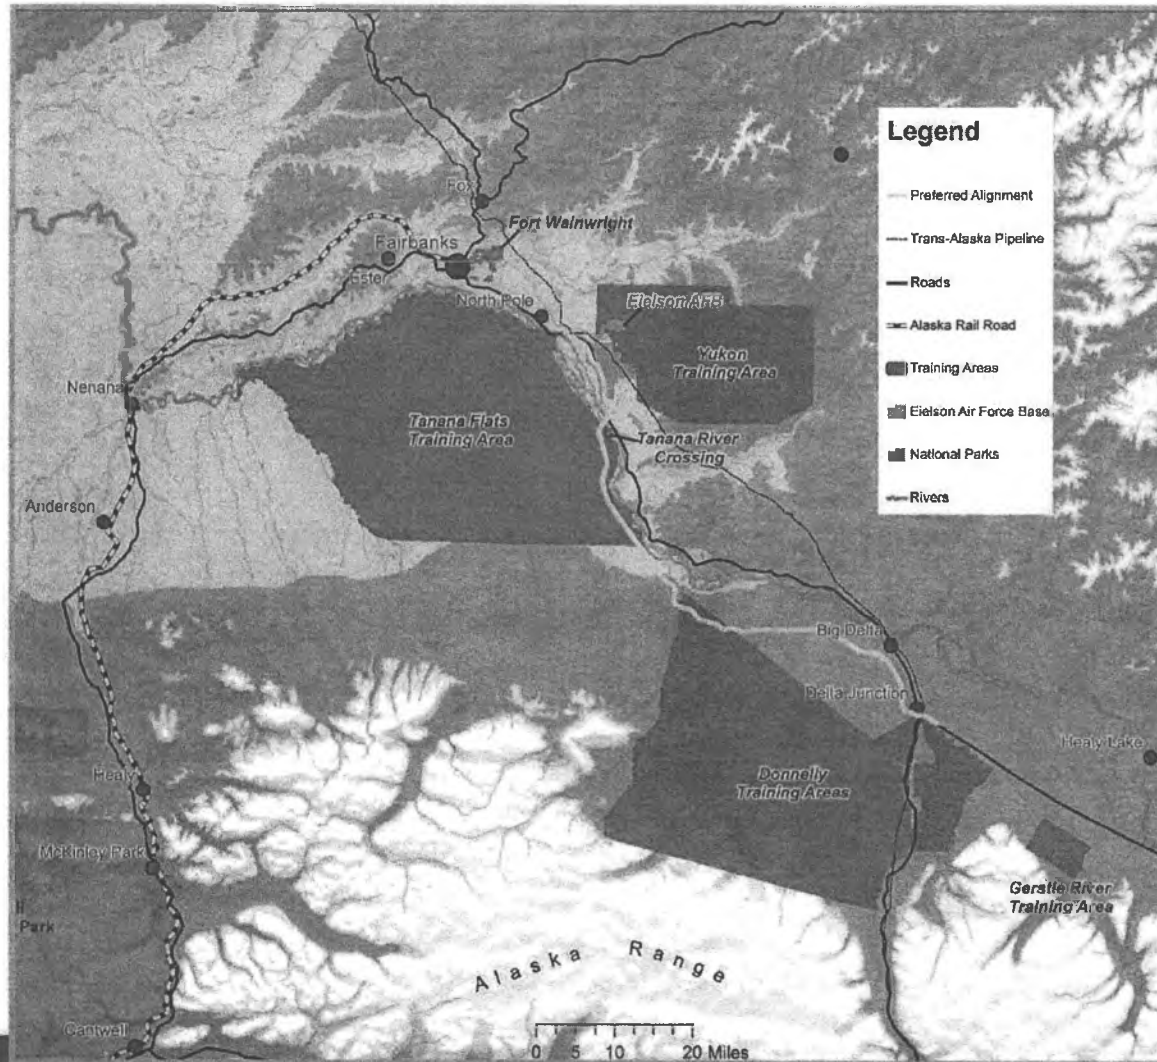 Legend
Preferred Alignment
Trans-Alaska Pipeline
Roads
Alaska Rail Road
Training Areas
Eielson Air Force Base
National Parks
Rivers
Fox
Fort Wainwright
Fairbanks
Ester
North Pole
Eielson AFB
Yukon
Training Area
Nenana
Tanana Flats
Training Area
Tanana River
Crossing
Anderson
Big Delta
Delta Junction
Healy Lake
Healy
Donnelly
Training Areas
McKinley Park
Gerstle River
Training Area
Park
Alaska Range
Cantwell
0 5 10 20 Miles